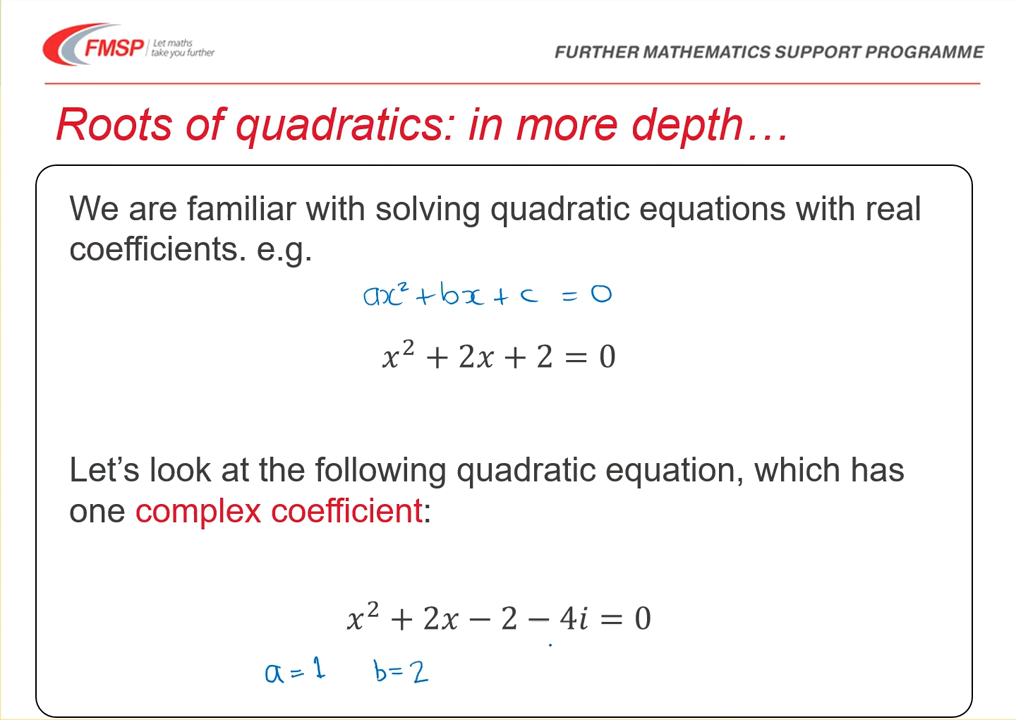 FMSP Let maths
take you further
FURTHER MATHEMATICS SUPPORT PROGRAMME
Roots of quadratics: in more depth…
We are familiar with solving quadratic equations with real
coefficients. e.g.
ax² + bx + c = 0
x² + 2x + 2 = 0
Let’s look at the following quadratic equation, which has
one complex coefficient:
x² + 2x − 2 − 4i = 0
a = 1 b = 2